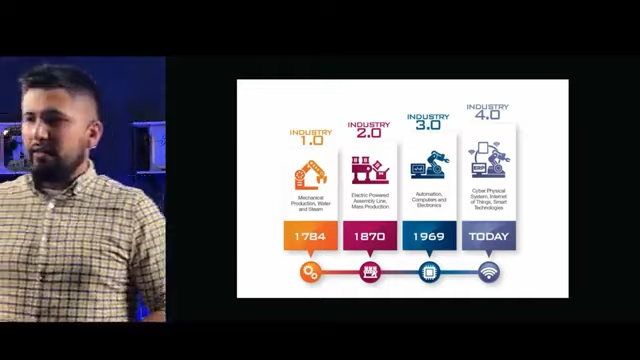 INDUSTRY
1.0
Mechanical
Production, Water
and Steam
1784
INDUSTRY
2.0
Electric Powered
Assembly Line,
Mass Production
1870
INDUSTRY
3.0
Automation,
Computers and
Electronics
1969
INDUSTRY
4.0
ERP
Cyber Physical
System, Internet
of Things, Smart
Technologies
TODAY